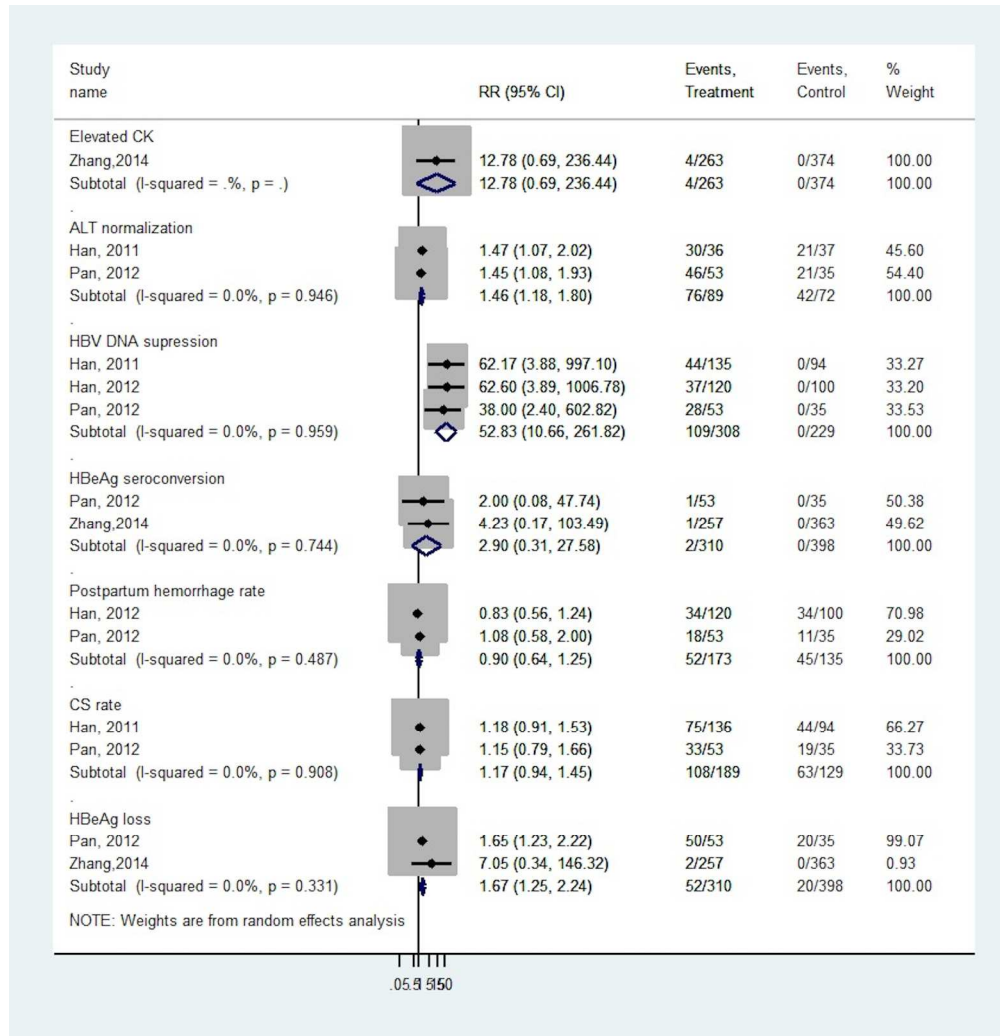 Study name RR (95% CI) Events, Treatment Events, Control % Weight
Elevated CK
Zhang,2014 12.78 (0.69, 236.44) 4/263 0/374 100.00
Subtotal (I-squared = .%, p = .) 12.78 (0.69, 236.44) 4/263 0/374 100.00
.
ALT normalization
Han, 2011 1.47 (1.07, 2.02) 30/36 21/37 45.60
Pan, 2012 1.45 (1.08, 1.93) 46/53 21/35 54.40
Subtotal (I-squared = 0.0%, p = 0.946) 1.46 (1.18, 1.80) 76/89 42/72 100.00
.
HBV DNA supression
Han, 2011 62.17 (3.88, 997.10) 44/135 0/94 33.27
Han, 2012 62.60 (3.89, 1006.78) 37/120 0/100 33.20
Pan, 2012 38.00 (2.40, 602.82) 28/53 0/35 33.53
Subtotal (I-squared = 0.0%, p = 0.959) 52.83 (10.66, 261.82) 109/308 0/229 100.00
.
HBeAg seroconversion
Pan, 2012 2.00 (0.08, 47.74) 1/53 0/35 50.38
Zhang,2014 4.23 (0.17, 103.49) 1/257 0/363 49.62
Subtotal (I-squared = 0.0%, p = 0.744) 2.90 (0.31, 27.58) 2/310 0/398 100.00
.
Postpartum hemorrhage rate
Han, 2012 0.83 (0.56, 1.24) 34/120 34/100 70.98
Pan, 2012 1.08 (0.58, 2.00) 18/53 11/35 29.02
Subtotal (I-squared = 0.0%, p = 0.487) 0.90 (0.64, 1.25) 52/173 45/135 100.00
.
CS rate
Han, 2011 1.18 (0.91, 1.53) 75/136 44/94 66.27
Pan, 2012 1.15 (0.79, 1.66) 33/53 19/35 33.73
Subtotal (I-squared = 0.0%, p = 0.908) 1.17 (0.94, 1.45) 108/189 63/129 100.00
.
HBeAg loss
Pan, 2012 1.65 (1.23, 2.22) 50/53 20/35 99.07
Zhang,2014 7.05 (0.34, 146.32) 2/257 0/363 0.93
Subtotal (I-squared = 0.0%, p = 0.331) 1.67 (1.25, 2.24) 52/310 20/398 100.00
NOTE: Weights are from random effects analysis